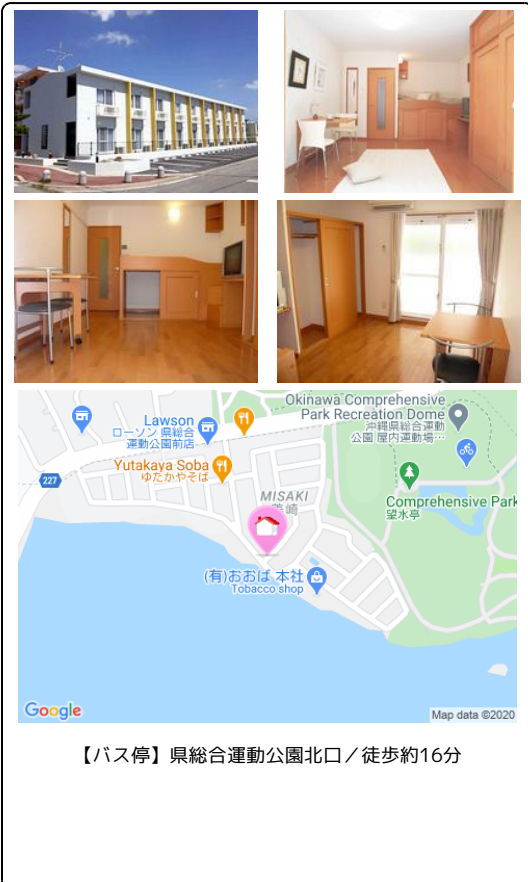 Okinawa Comprehensive
Park Recreation Dome
沖縄県総合運動
公園 屋内運動場…
Lawson
ローソン 県総合
運動公園前店
Yutakaya Soba
ゆたかやそば
227
MISAKI
美崎
Comprehensive Park
望水亭
(有)おおば 本社
Tobacco shop
Google
Map data ©2020
【バス停】県総合運動公園北口／徒歩約16分